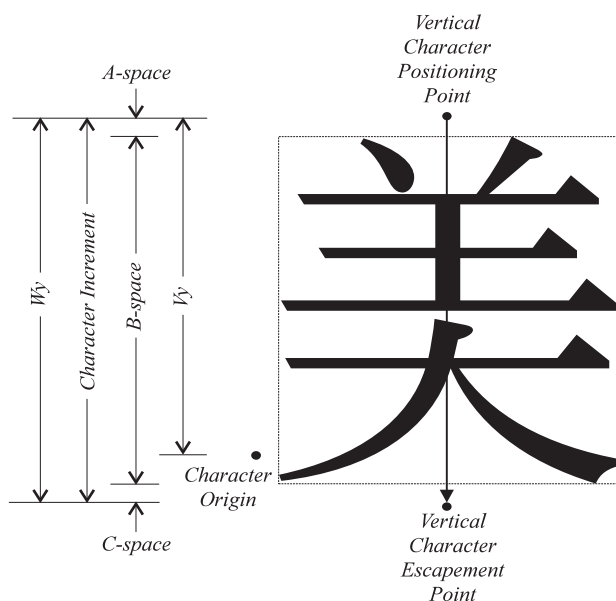 Vertical
Character
Positioning
Point
A-space
Wy
Character Increment
B-space
Vy
美
Character
Origin
C-space
Vertical
Character
Escapement
Point